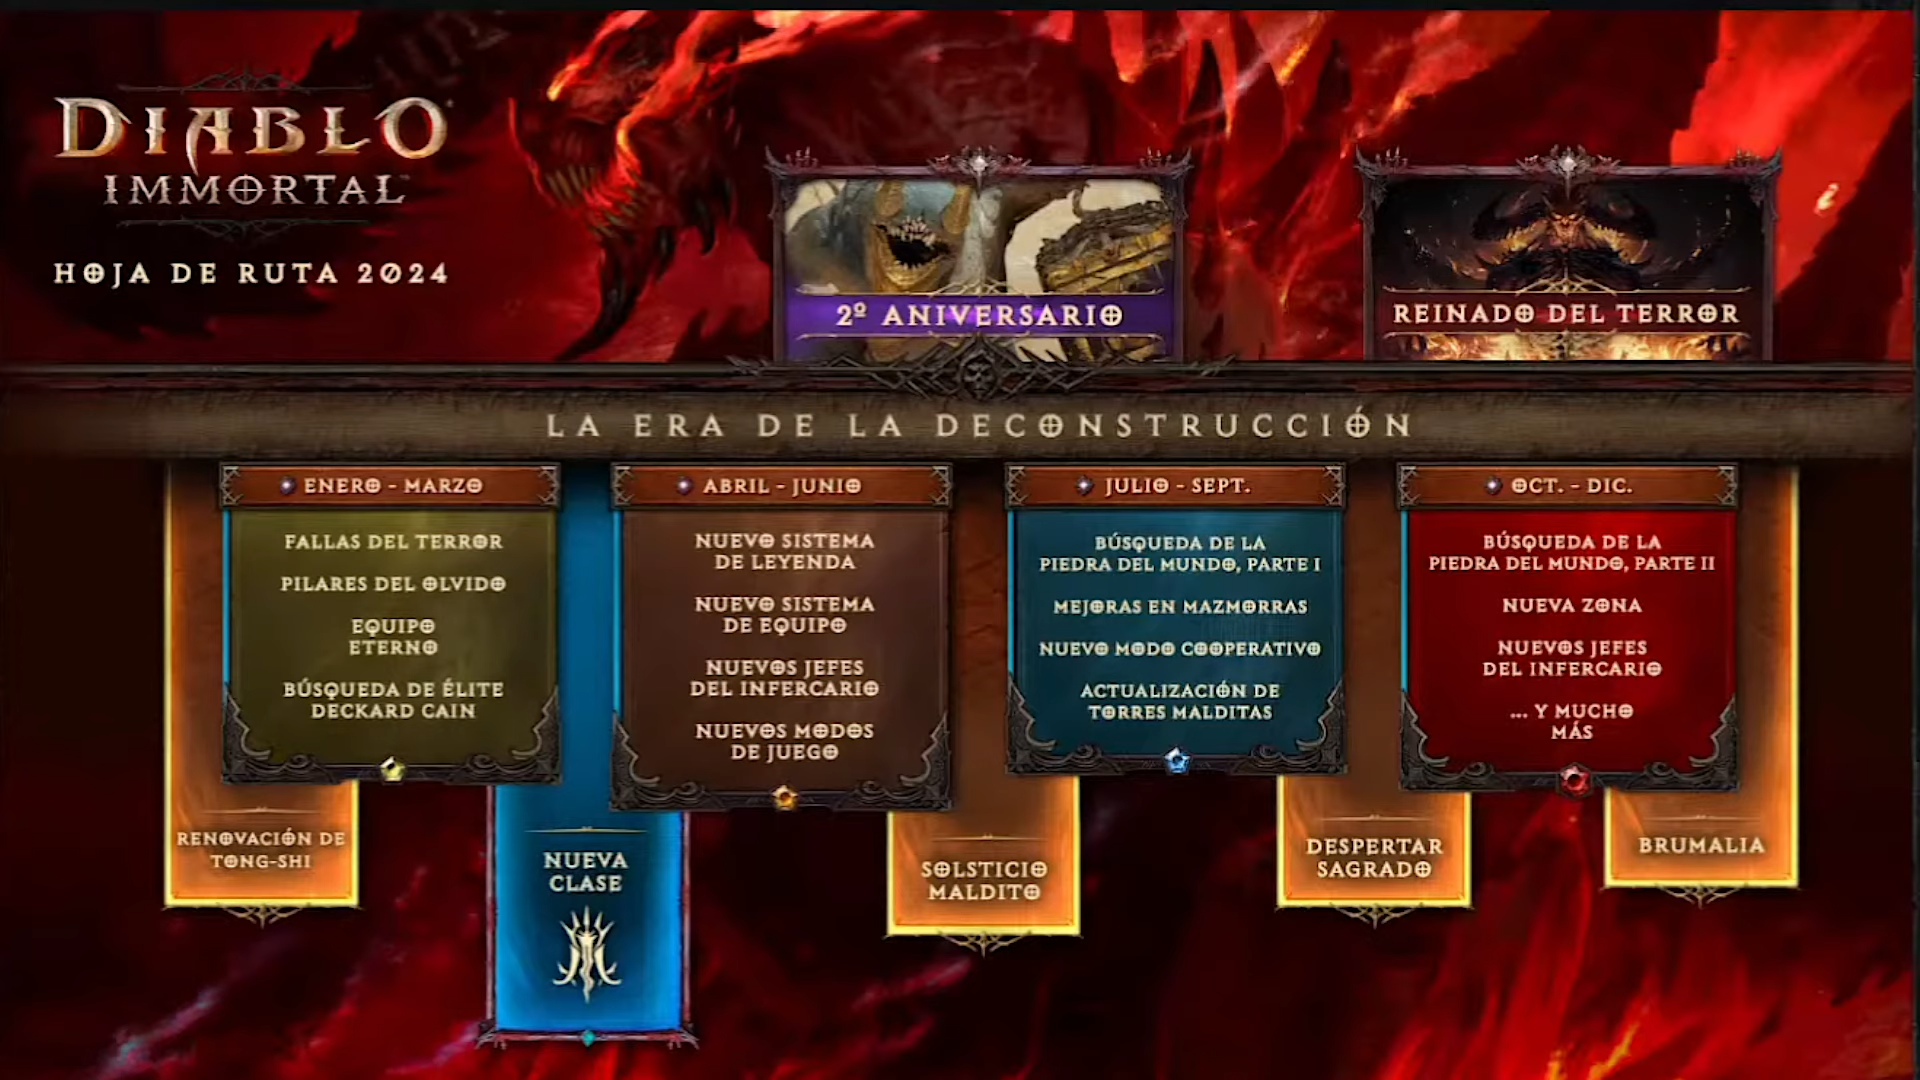 DIABLO
IMMORTAL
HOJA DE RUTA 2024
2º ANIVERSARIO
REINADO DEL TERROR
LA ERA DE LA DECONSTRUCCIÓN
ENERO - MARZO
FALLAS DEL TERROR
PILARES DEL OLVIDO
EQUIPO
ETERNO
BÚSQUEDA DE ÉLITE
DECKARD CAIN
ABRIL - JUNIO
NUEVO SISTEMA
DE LEYENDA
NUEVO SISTEMA
DE EQUIPO
NUEVOS JEFES
DEL INFERCARIO
NUEVOS MODOS
DE JUEGO
JULIO - SEPT.
BÚSQUEDA DE LA
PIEDRA DEL MUNDO, PARTE I
MEJORAS EN MAZMORRAS
NUEVO MODO COOPERATIVO
ACTUALIZACIÓN DE
TORRES MALDITAS
OCT. - DIC.
BÚSQUEDA DE LA
PIEDRA DEL MUNDO, PARTE II
NUEVA ZONA
NUEVOS JEFES
DEL INFERCARIO
... Y MUCHO
MÁS
RENOVACIÓN DE
TONG-SHI
NUEVA
CLASE
SOLSTICIO
MALDITO
DESPERTAR
SAGRADO
BRUMALIA